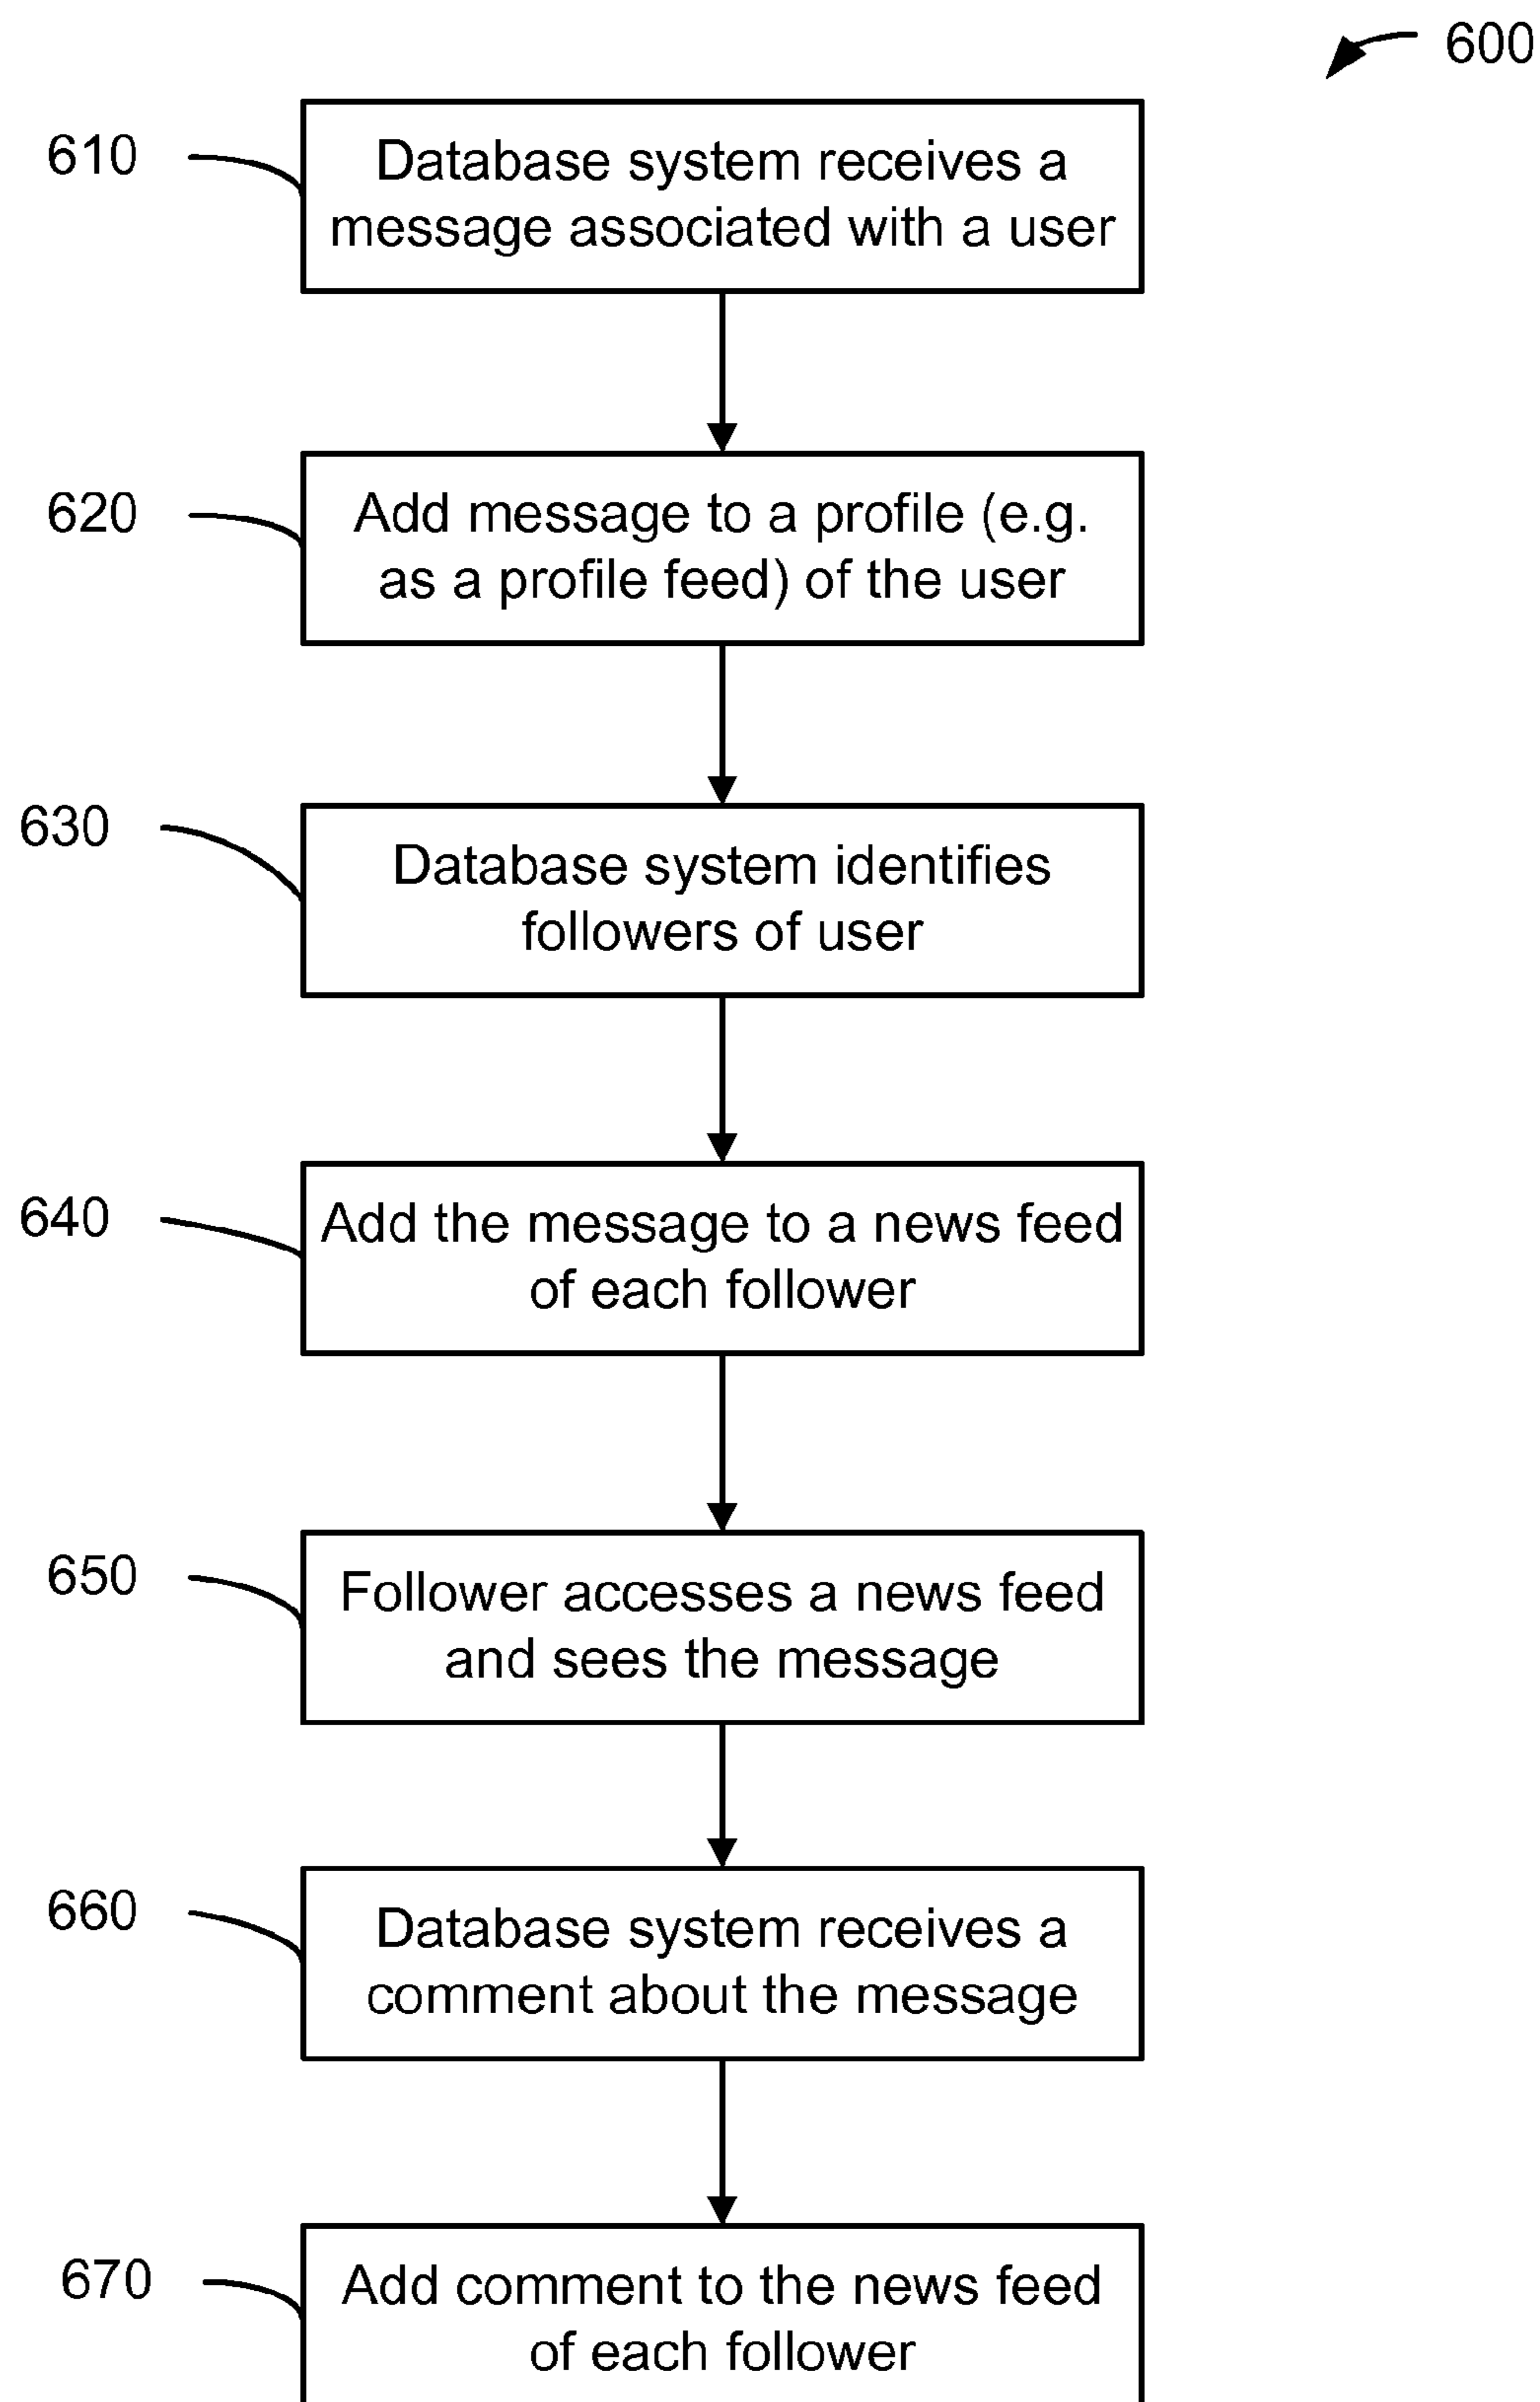 600
610
Database system receives a
message associated with a user
620
Add message to a profile (e.g.
as a profile feed) of the user
630
Database system identifies
followers of user
640
Add the message to a news feed
of each follower
650
Follower accesses a news feed
and sees the message
660
Database system receives a
comment about the message
670
Add comment to the news feed
of each follower